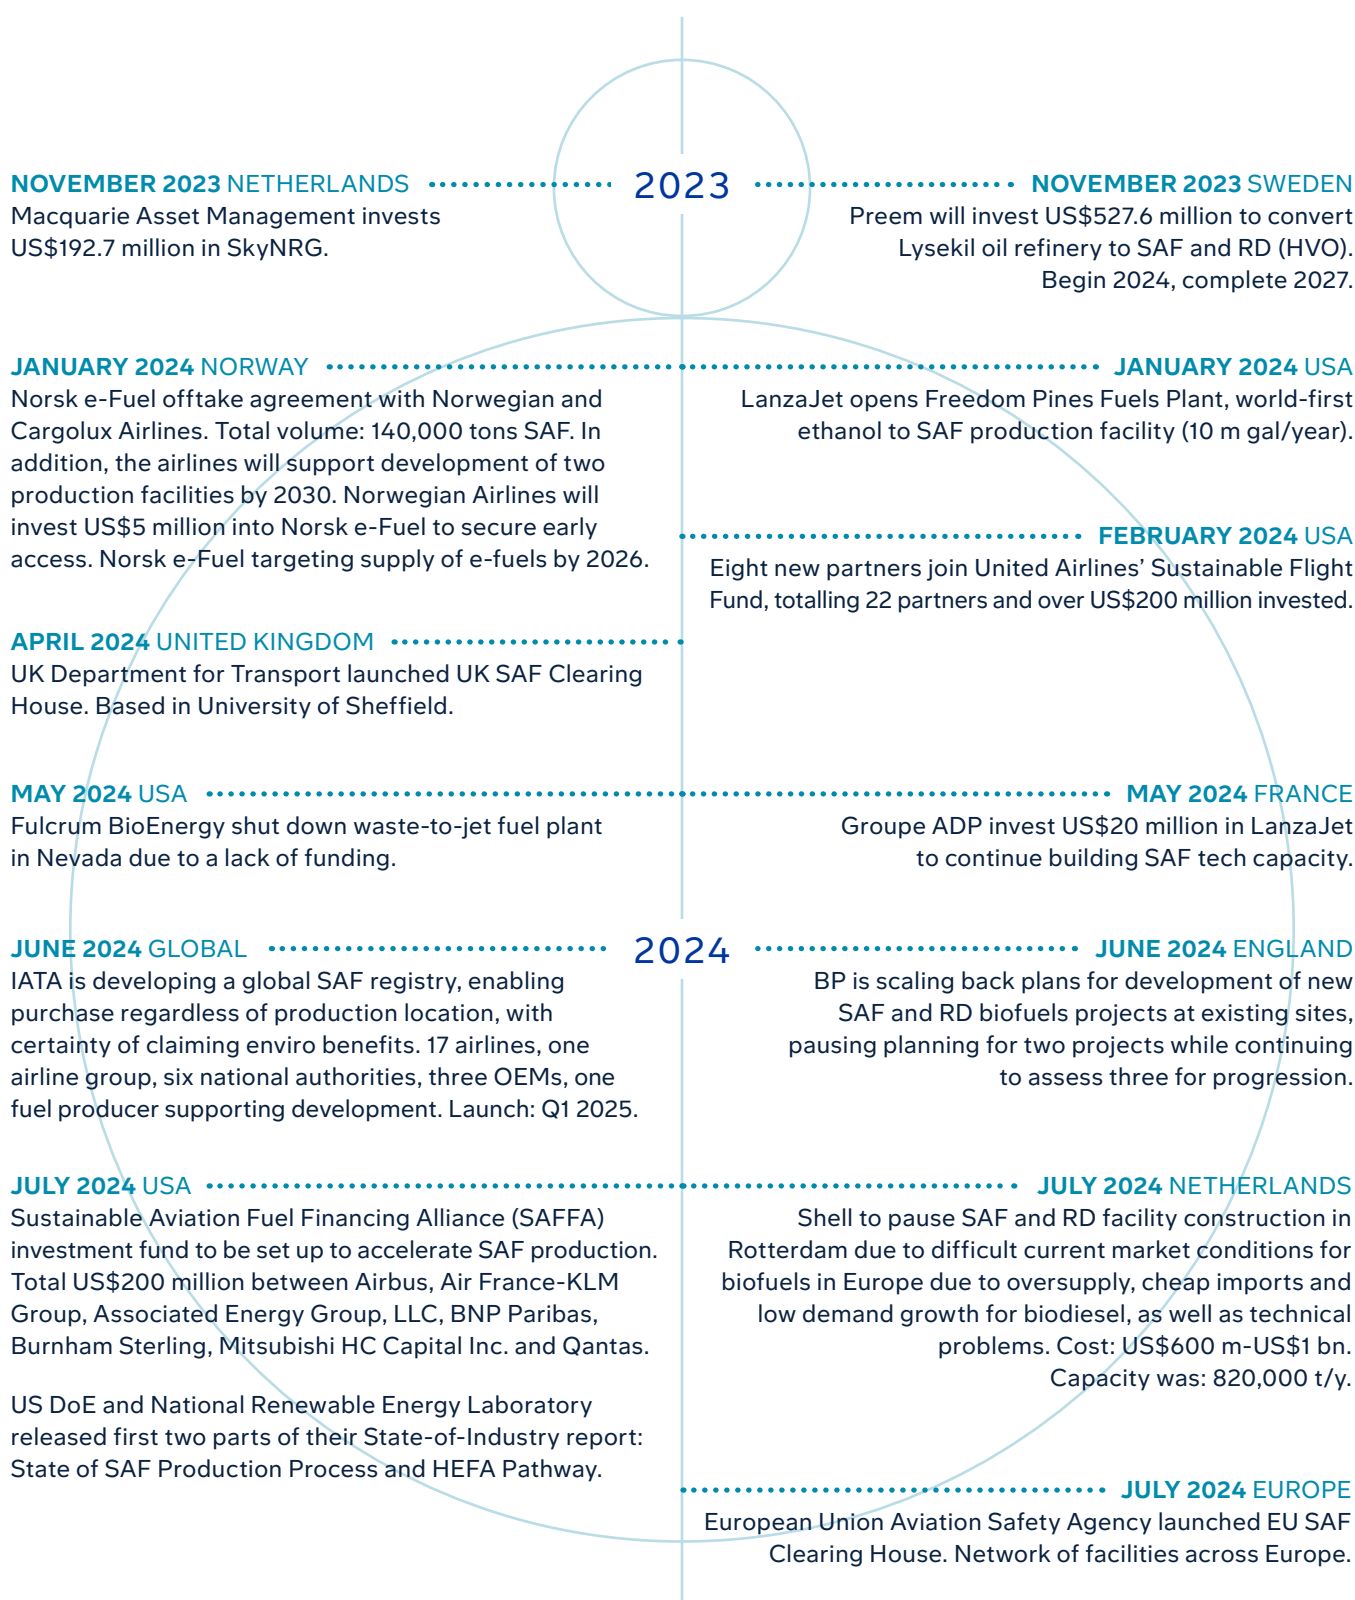 NOVEMBER 2023 NETHERLANDS
Macquarie Asset Management invests
US$192.7 million in SkyNRG.
2023
NOVEMBER 2023 SWEDEN
Preem will invest US$527.6 million to convert
Lysekil oil refinery to SAF and RD (HVO).
Begin 2024, complete 2027.
JANUARY 2024 NORWAY
Norsk e-Fuel offtake agreement with Norwegian and
Cargolux Airlines. Total volume: 140,000 tons SAF. In
addition, the airlines will support development of two
production facilities by 2030. Norwegian Airlines will
invest US$5 million into Norsk e-Fuel to secure early
access. Norsk e-Fuel targeting supply of e-fuels by 2026.
JANUARY 2024 USA
LanzaJet opens Freedom Pines Fuels Plant, world-first
ethanol to SAF production facility (10 m gal/year).
FEBRUARY 2024 USA
Eight new partners join United Airlines’ Sustainable Flight
Fund, totalling 22 partners and over US$200 million invested.
APRIL 2024 UNITED KINGDOM
UK Department for Transport launched UK SAF Clearing
House. Based in University of Sheffield.
MAY 2024 USA
Fulcrum BioEnergy shut down waste-to-jet fuel plant
in Nevada due to a lack of funding.
MAY 2024 FRANCE
Groupe ADP invest US$20 million in LanzaJet
to continue building SAF tech capacity.
JUNE 2024 GLOBAL
IATA is developing a global SAF registry, enabling
purchase regardless of production location, with
certainty of claiming enviro benefits. 17 airlines, one
airline group, six national authorities, three OEMs, one
fuel producer supporting development. Launch: Q1 2025.
2024
JUNE 2024 ENGLAND
BP is scaling back plans for development of new
SAF and RD biofuels projects at existing sites,
pausing planning for two projects while continuing
to assess three for progression.
JULY 2024 USA
Sustainable Aviation Fuel Financing Alliance (SAFFA)
investment fund to be set up to accelerate SAF production.
Total US$200 million between Airbus, Air France-KLM
Group, Associated Energy Group, LLC, BNP Paribas,
Burnham Sterling, Mitsubishi HC Capital Inc. and Qantas.
US DoE and National Renewable Energy Laboratory
released first two parts of their State-of-Industry report:
State of SAF Production Process and HEFA Pathway.
JULY 2024 NETHERLANDS
Shell to pause SAF and RD facility construction in
Rotterdam due to difficult current market conditions for
biofuels in Europe due to oversupply, cheap imports and
low demand growth for biodiesel, as well as technical
problems. Cost: US$600 m-US$1 bn.
Capacity was: 820,000 t/y.
JULY 2024 EUROPE
European Union Aviation Safety Agency launched EU SAF
Clearing House. Network of facilities across Europe.